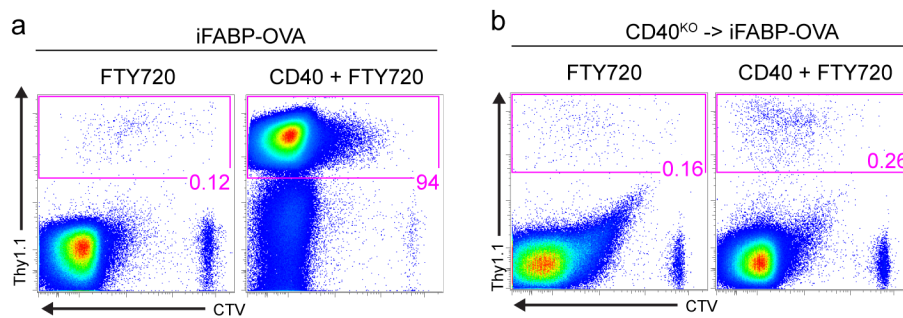 a
iFABP-OVA
FTY720
CD40 + FTY720
Thy1.1
0.12
94
CTV
b
CD40KO -> iFABP-OVA
FTY720
CD40 + FTY720
Thy1.1
0.16
0.26
CTV